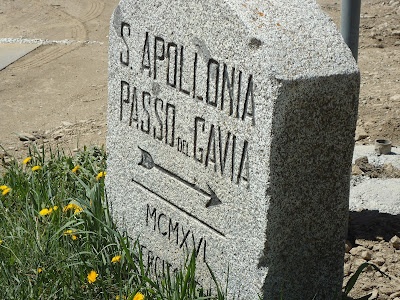 S. APOLLONIA
PASSO DEL GAVIA
MCMXVI